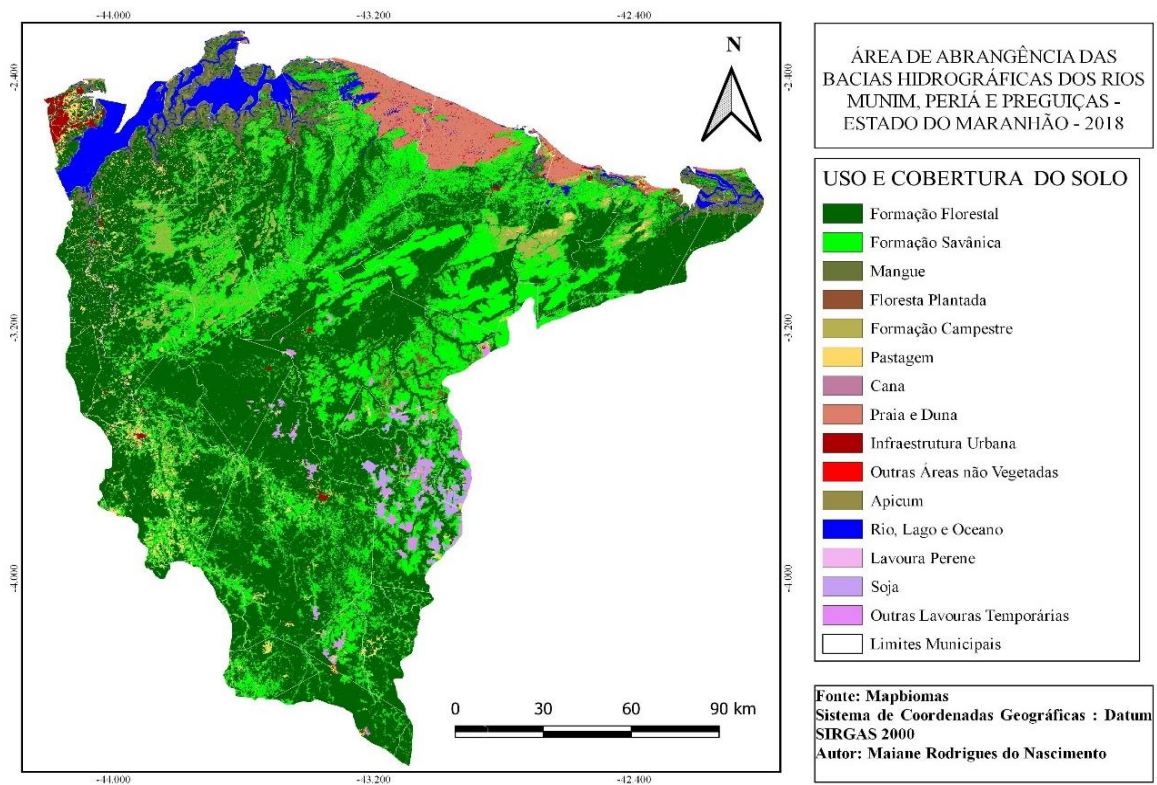 -44.000
-43.200
-42.400
-2.400
-2.400
-3.200
-3.200
-4.000
-4.000
-44.000
-43.200
-42.400
N
0
30
60
90 km
ÁREA DE ABRANGÊNCIA DAS
BACIAS HIDROGRÁFICAS DOS RIOS
MUNIM, PERIÁ E PREGUIÇAS -
ESTADO DO MARANHÃO - 2018
USO E COBERTURA DO SOLO
Formação Florestal
Formação Savânica
Mangue
Floresta Plantada
Formação Campestre
Pastagem
Cana
Praia e Duna
Infraestrutura Urbana
Outras Áreas não Vegetadas
Apicum
Rio, Lago e Oceano
Lavoura Perene
Soja
Outras Lavouras Temporárias
Limites Municipais
Fonte: Mapbiomas
Sistema de Coordenadas Geográficas : Datum
SIRGAS 2000
Autor: Maiane Rodrigues do Nascimento